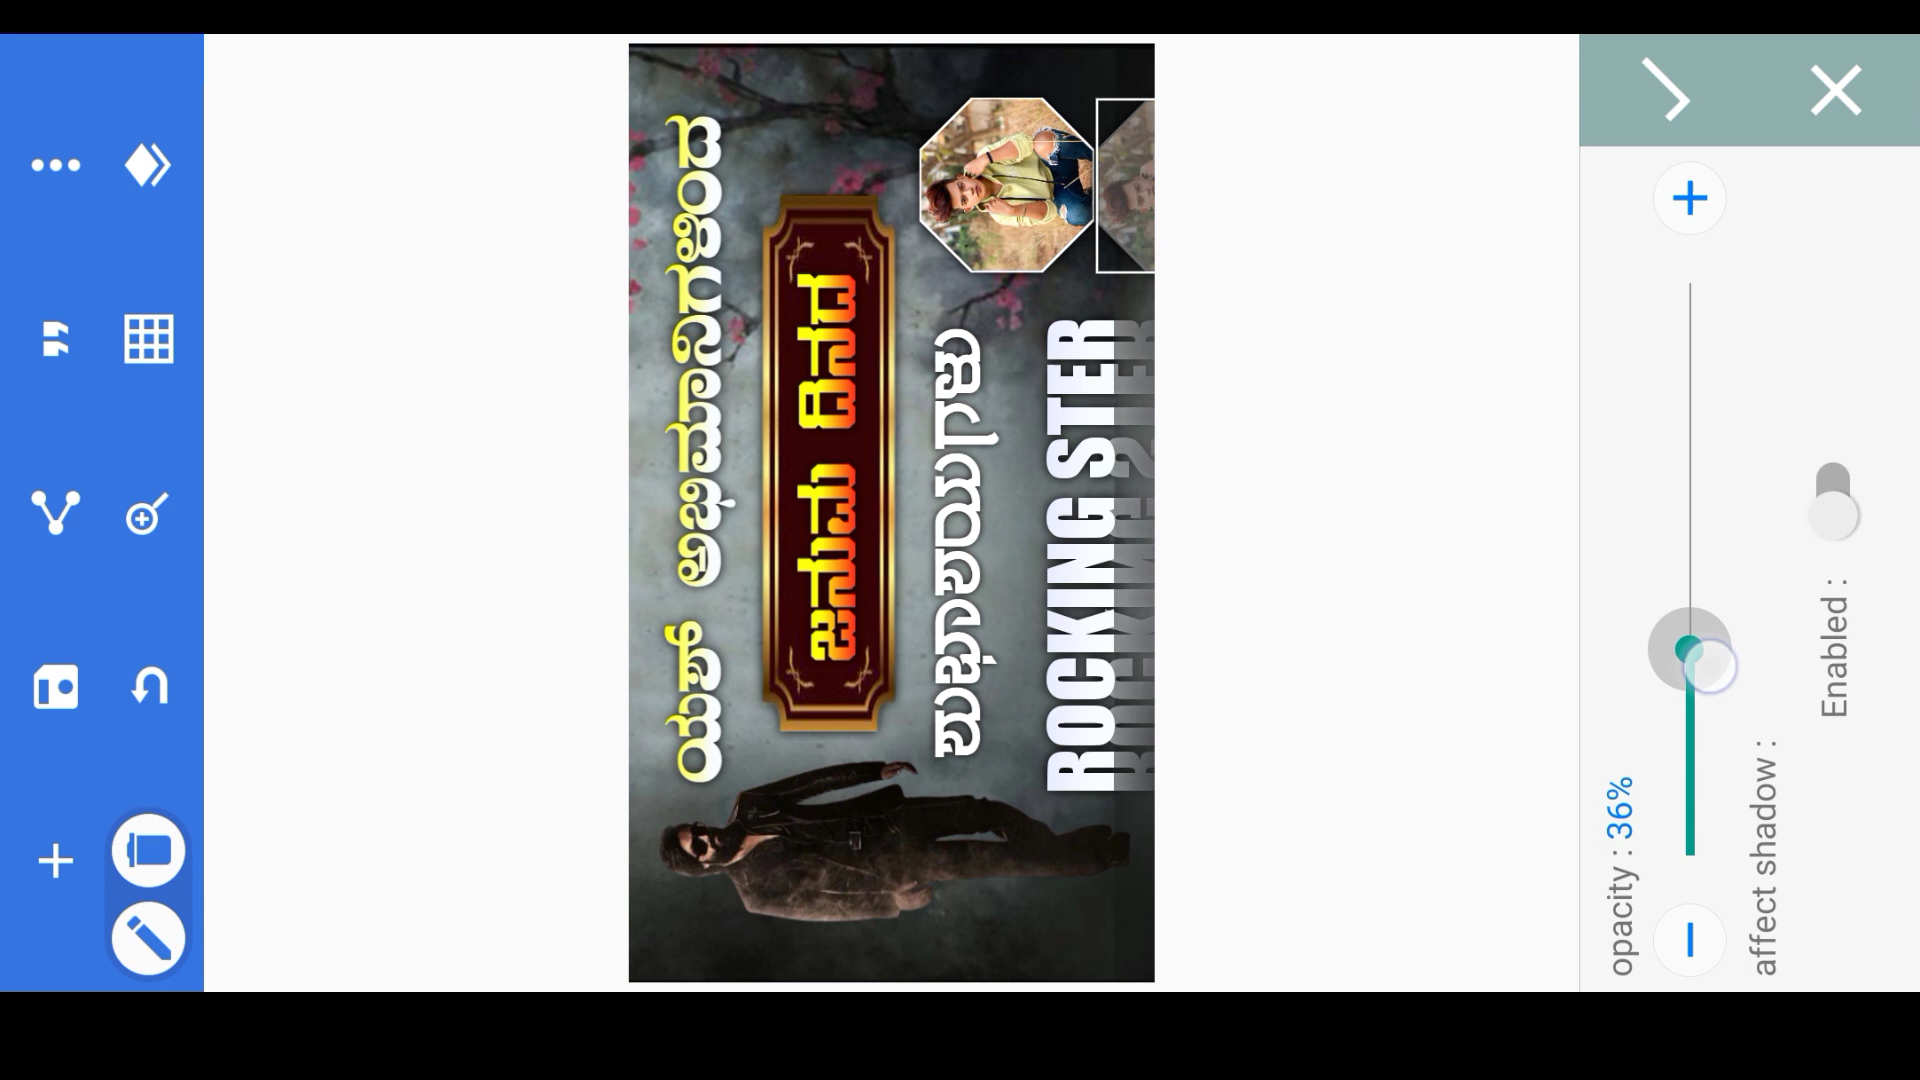 ಯಶ್ ಅಭಿಮಾನಿಗಳಿಂದ
ಜನುಮ ದಿನದ
ಶುಭಾಶಯಗಳು
ROCKING STER
opacity : 36%
affect shadow :
Enabled :